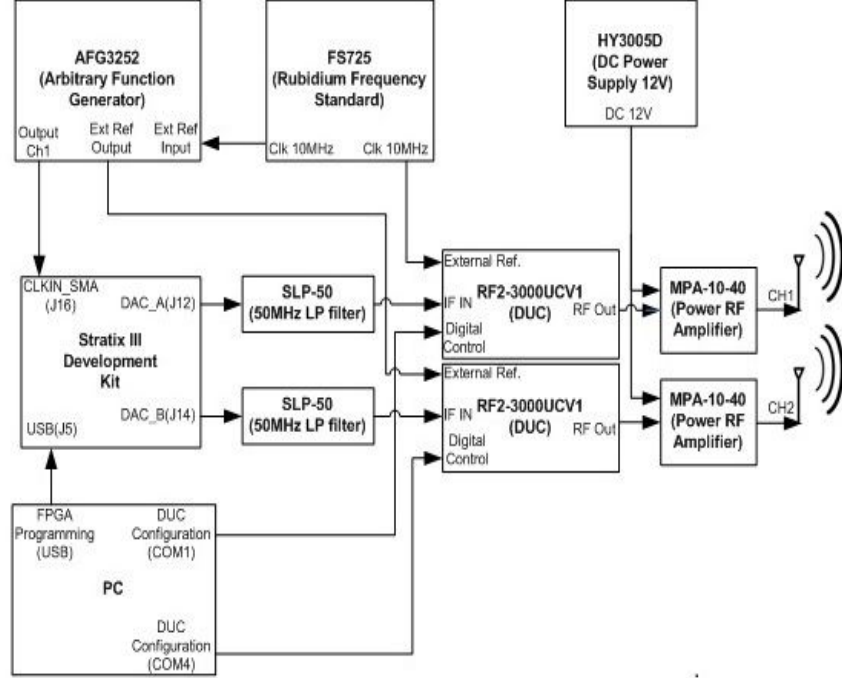 AFG3252
(Arbitrary Function
Generator)
Output
Ch1
Ext Ref
Output
Ext Ref
Input
FS725
(Rubidium Frequency
Standard)
Clk 10MHz
Clk 10MHz
HY3005D
(DC Power
Supply 12V)
DC 12V
CLKIN_SMA
(J16)
DAC_A(J12)
Stratix III
Development
Kit
DAC_B(J14)
USB(J5)
SLP-50
(50MHz LP filter)
SLP-50
(50MHz LP filter)
External Ref.
RF2-3000UCV1
(DUC)
IF IN
RF Out
Digital
Control
External Ref.
RF2-3000UCV1
(DUC)
IF IN
RF Out
Digital
Control
MPA-10-40
(Power RF
Amplifier)
CH1
MPA-10-40
(Power RF
Amplifier)
CH2
FPGA
Programming
(USB)
DUC
Configuration
(COM1)
PC
DUC
Configuration
(COM4)